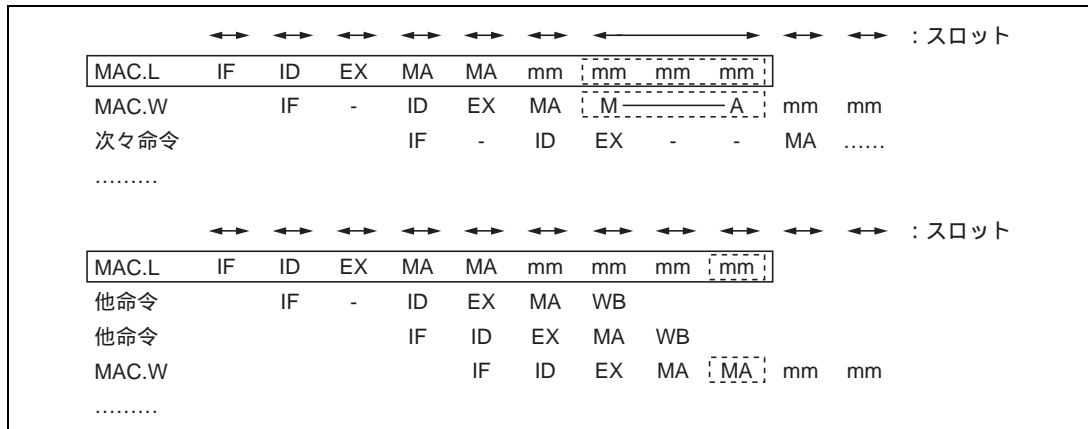 ：スロット
MAC.L IF ID EX MA MA mm mm mm mm
MAC.W IF - ID EX MA M A mm mm
次々命令 IF - ID EX - - MA ……
………
：スロット
MAC.L IF ID EX MA MA mm mm mm mm
他命令 IF - ID EX MA WB
他命令 IF ID EX MA WB
MAC.W IF ID EX MA MA mm mm
………